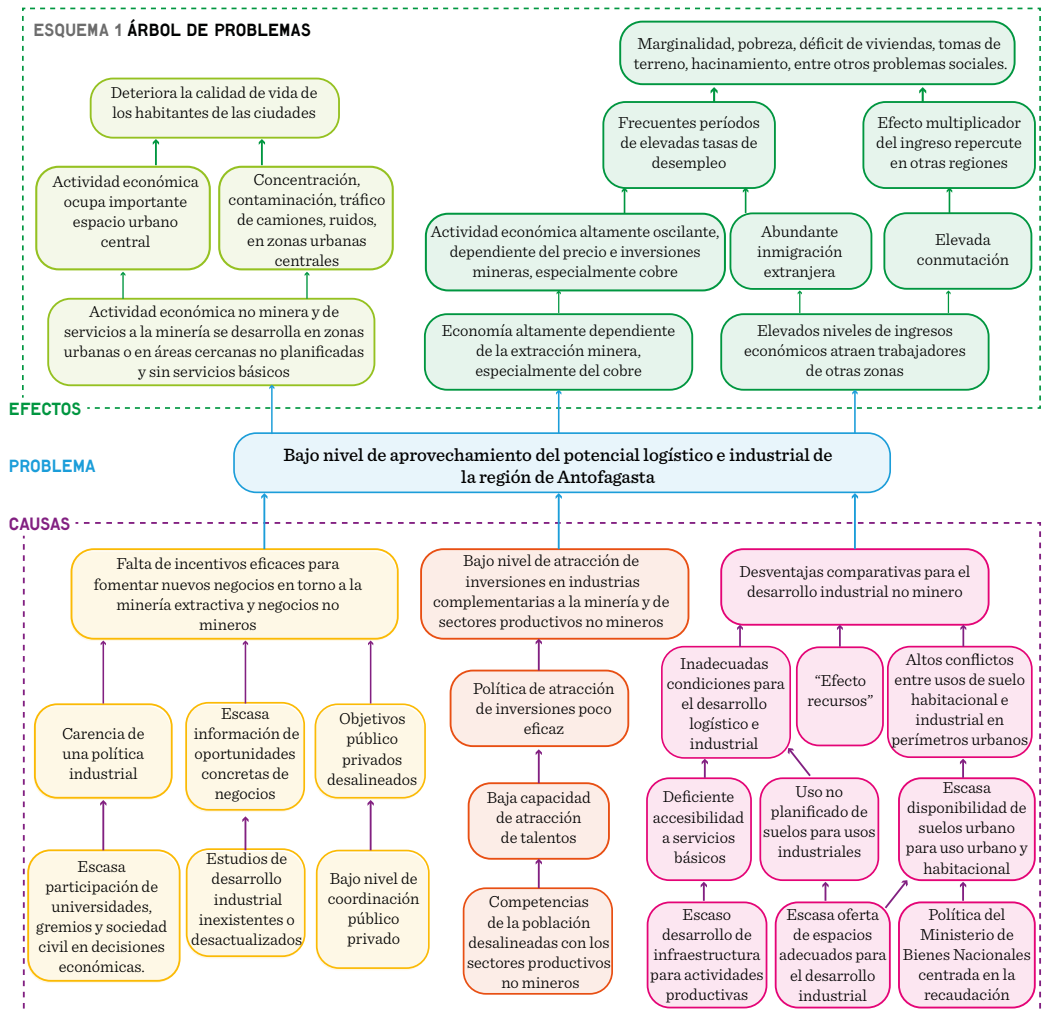 ESQUEMA 1 ÁRBOL DE PROBLEMAS
Marginalidad, pobreza, déficit de viviendas, tomas de
terreno, hacinamiento, entre otros problemas sociales.
Deteriora la calidad de vida de
los habitantes de las ciudades
Frecuentes períodos
de elevadas tasas de
desempleo
Efecto multiplicador
del ingreso repercute
en otras regiones
Actividad económica
ocupa importante
espacio urbano
central
Concentración,
contaminación, tráfico
de camiones, ruidos,
en zonas urbanas
centrales
Actividad económica altamente oscilante,
dependiente del precio e inversiones
mineras, especialmente cobre
Abundante
inmigración
extranjera
Elevada
conmutación
Actividad económica no minera y de
servicios a la minería se desarrolla en zonas
urbanas o en áreas cercanas no planificadas
y sin servicios básicos
Economía altamente dependiente
de la extracción minera,
especialmente del cobre
Elevados niveles de ingresos
económicos atraen trabajadores
de otras zonas
EFECTOS
PROBLEMA
Bajo nivel de aprovechamiento del potencial logístico e industrial de
la región de Antofagasta
CAUSAS
Falta de incentivos eficaces para
fomentar nuevos negocios en torno a la
minería extractiva y negocios no
mineros
Bajo nivel de atracción de
inversiones en industrias
complementarias a la minería y de
sectores productivos no mineros
Desventajas comparativas para el
desarrollo industrial no minero
Carencia de
una política
industrial
Escasa
información de
oportunidades
concretas de
negocios
Objetivos
público
privados
desalineados
Política de atracción
de inversiones poco
eficaz
Inadecuadas
condiciones para
el desarrollo
logístico e
industrial
“Efecto
recursos”
Altos conflictos
entre usos de suelo
habitacional e
industrial en
perímetros urbanos
Baja capacidad
de atracción
de talentos
Deficiente
accesibilidad
a servicios
básicos
Uso no
planificado de
suelos para usos
industriales
Escasa
disponibilidad de
suelos urbano
para uso urbano y
habitacional
Escasa
participación de
universidades,
gremios y sociedad
civil en decisiones
económicas.
Estudios de
desarrollo
industrial
inexistentes o
desactualizados
Bajo nivel de
coordinación
público
privado
Competencias
de la población
desalineadas con los
sectores productivos
no mineros
Escaso
desarrollo de
infraestructura
para actividades
productivas
Escasa oferta
de espacios
adecuados para
el desarrollo
industrial
Política del
Ministerio de
Bienes Nacionales
centrada en la
recaudación